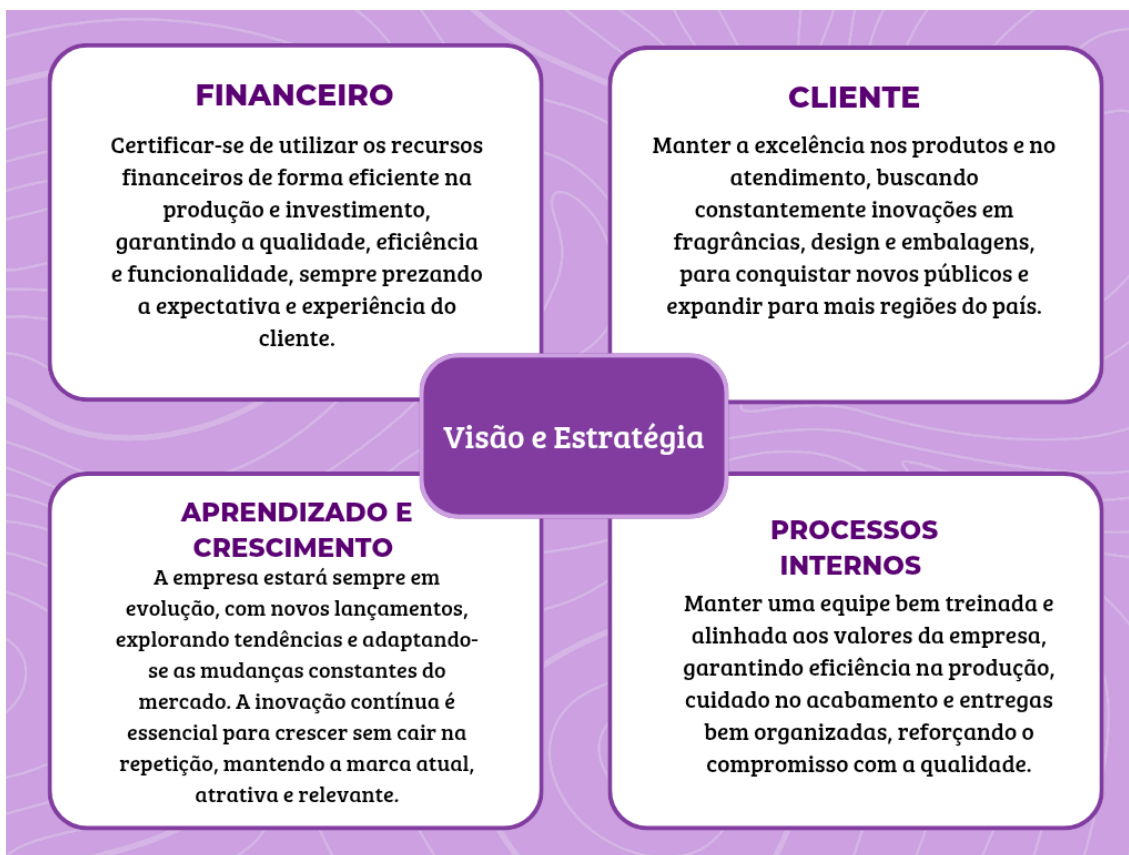 FINANCEIRO
Certificar-se de utilizar os recursos
financeiros de forma eficiente na
produção e investimento,
garantindo a qualidade, eficiência
e funcionalidade, sempre prezando
a expectativa e experiência do
cliente.
CLIENTE
Manter a excelência nos produtos e no
atendimento, buscando
constantemente inovações em
fragrâncias, design e embalagens,
para conquistar novos públicos e
expandir para mais regiões do país.
Visão e Estratégia
APRENDIZADO E
CRESCIMENTO
A empresa estará sempre em
evolução, com novos lançamentos,
explorando tendências e adaptando-
se as mudanças constantes do
mercado. A inovação contínua é
essencial para crescer sem cair na
repetição, mantendo a marca atual,
atrativa e relevante.
PROCESSOS
INTERNOS
Manter uma equipe bem treinada e
alinhada aos valores da empresa,
garantindo eficiência na produção,
cuidado no acabamento e entregas
bem organizadas, reforçando o
compromisso com a qualidade.